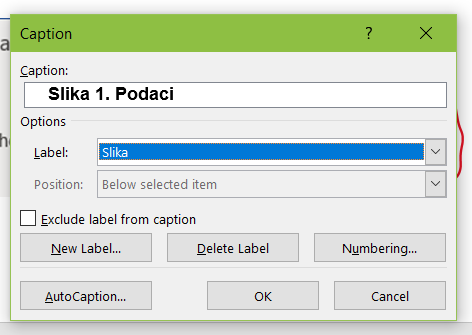 Caption
?
Caption:
Slika 1. Podaci
Options
Label: Slika
Position: Below selected item
Exclude label from caption
New Label... Delete Label Numbering...
AutoCaption... OK Cancel